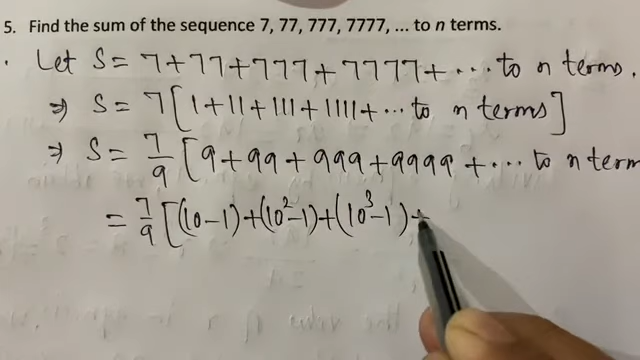 5. Find the sum of the sequence 7, 77, 777, 7777, ... to n terms.
. Let S = 7+77+777+7777+ ... to n terms.
⇒ S = 7[1+11+111+1111+ ... to n terms]
⇒ S = 7/9 [9+99+999+9999 + ... to n term
= 7/9 [(10-1)+(10²-1)+(10³-1)+